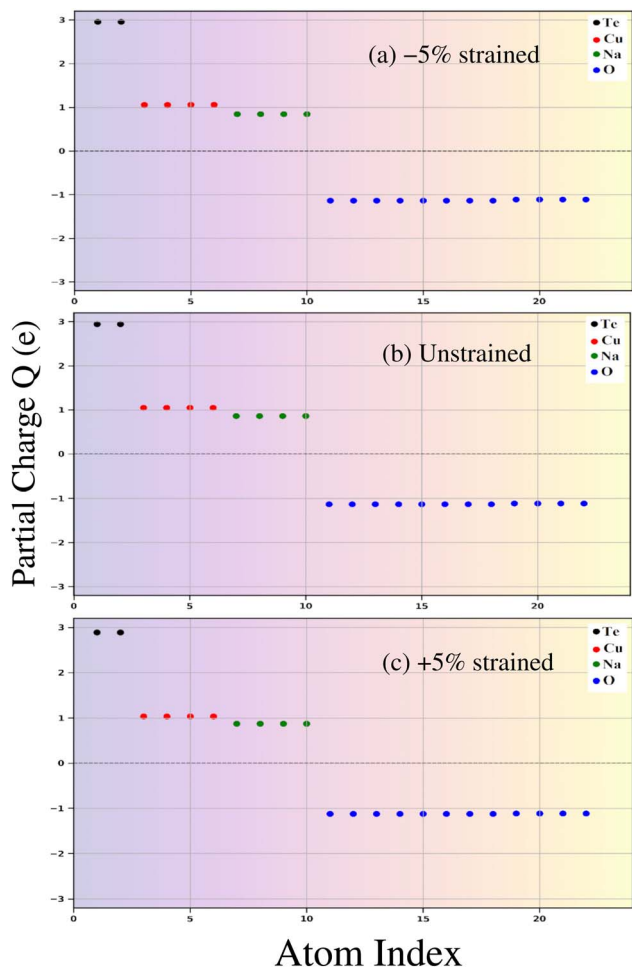 3
2
1
0
−1
−2
−3
0
5
10
15
20
(a) −5% strained
Te
Cu
Na
O
3
2
1
0
−1
−2
−3
0
5
10
15
20
(b) Unstrained
Te
Cu
Na
O
3
2
1
0
−1
−2
−3
0
5
10
15
20
(c) +5% strained
Te
Cu
Na
O
Partial Charge Q (e)
Atom Index